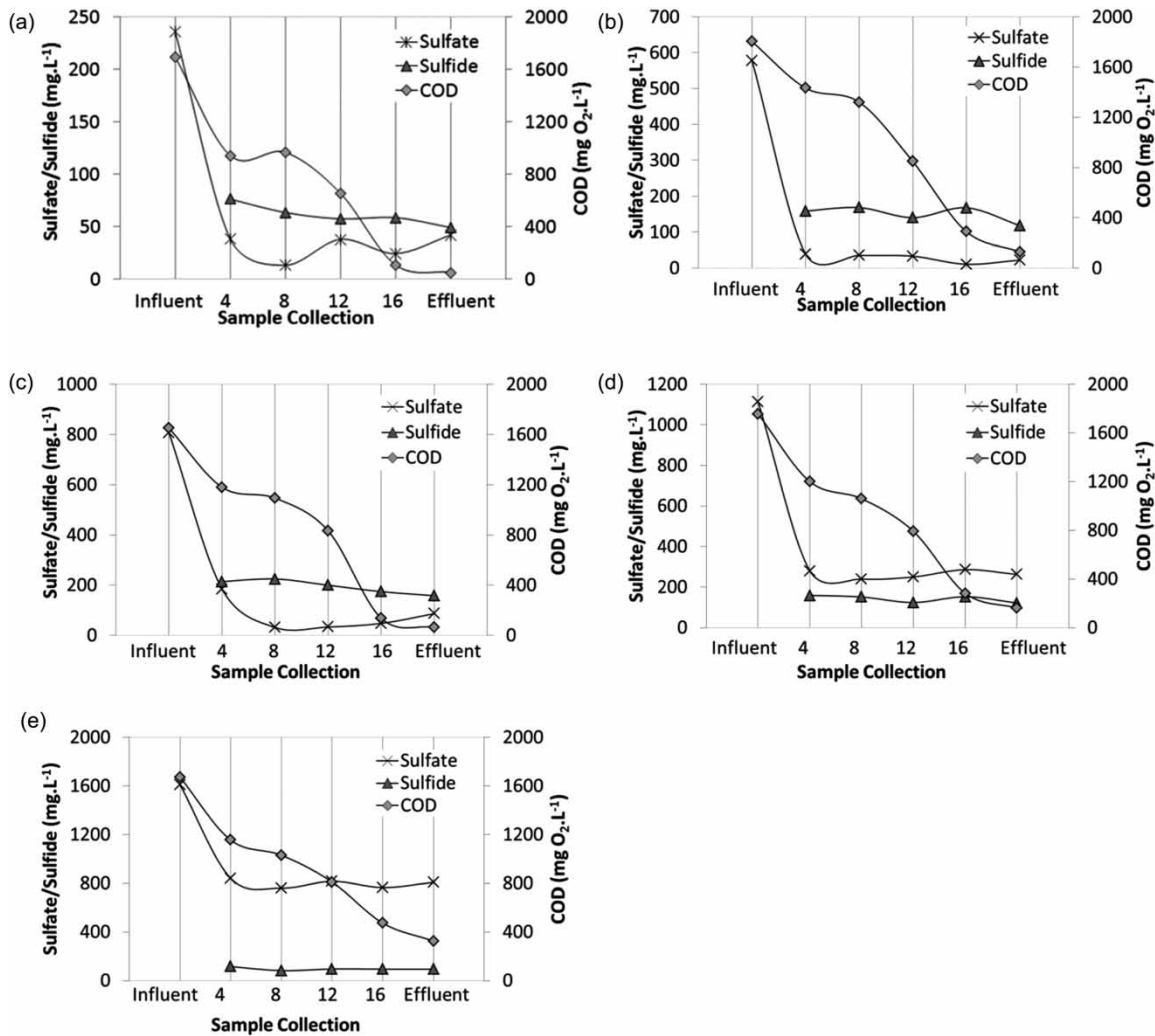 (a)
Sulfate/Sulfide (mg.L-1)
250
200
150
100
50
0
Sulfate
Sulfide
COD
2000
1600
1200
800
400
0
COD (mg O2.L-1)
Influent 4 8 12 16 Effluent
Sample Collection
(b)
Sulfate/Sulfide (mg.L-1)
700
600
500
400
300
200
100
0
Sulfate
Sulfide
COD
2000
1600
1200
800
400
0
COD (mg O2.L-1)
Influent 4 8 12 16 Effluent
Sample Collection
(c)
Sulfate/Sulfide (mg.L-1)
1000
800
600
400
200
0
Sulfate
Sulfide
COD
2000
1600
1200
800
400
0
COD (mg O2.L-1)
Influent 4 8 12 16 Effluent
Sample Collection
(d)
Sulfate/Sulfide (mg.L-1)
1200
1000
800
600
400
200
0
Sulfate
Sulfide
COD
2000
1600
1200
800
400
0
COD (mg O2.L-1)
Influent 4 8 12 16 Effluent
Sample Collection
(e)
Sulfate/Sulfide (mg.L-1)
2000
1600
1200
800
400
0
Sulfate
Sulfide
COD
2000
1600
1200
800
400
0
COD (mg O2.L-1)
Influent 4 8 12 16 Effluent
Sample Collection